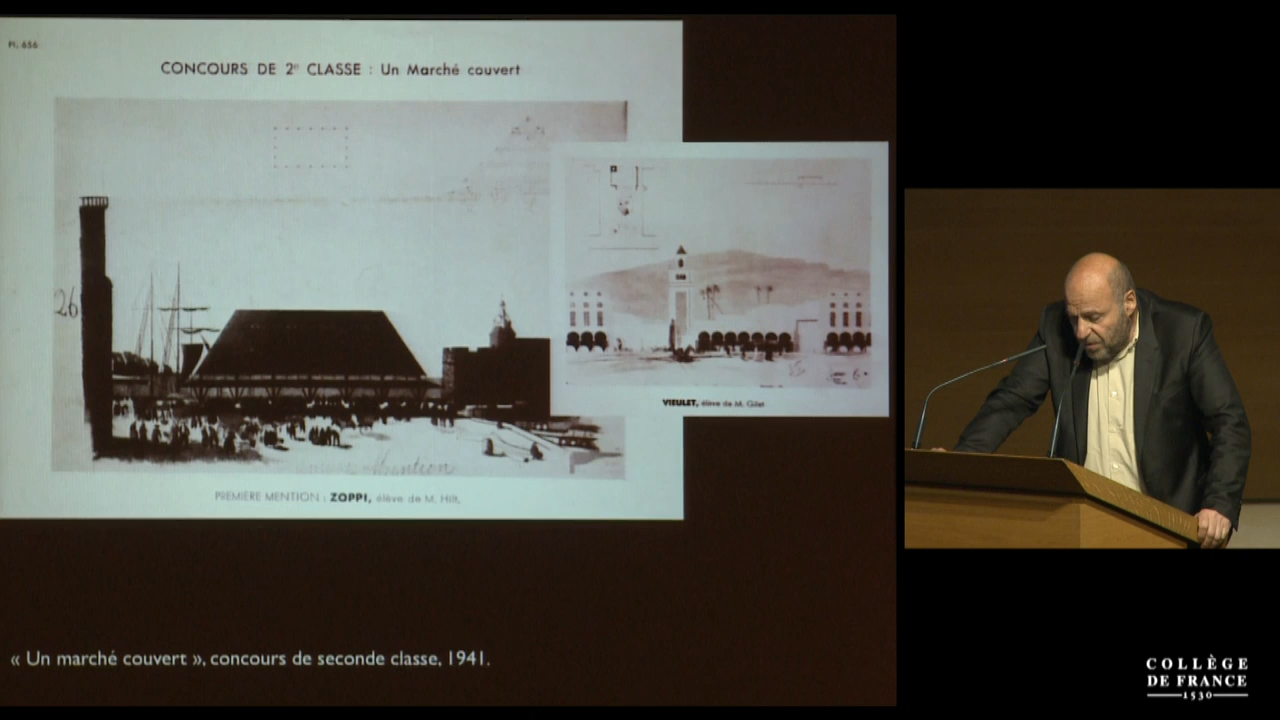 Pl. 656
CONCOURS DE 2e CLASSE : Un Marché couvert
26
Mention
VIEULET, élève de M. Gilet
PREMIÈRE MENTION : ZOPPI, élève de M. Hilt.
« Un marché couvert », concours de seconde classe, 1941.
COLLÈGE
DE FRANCE
1530